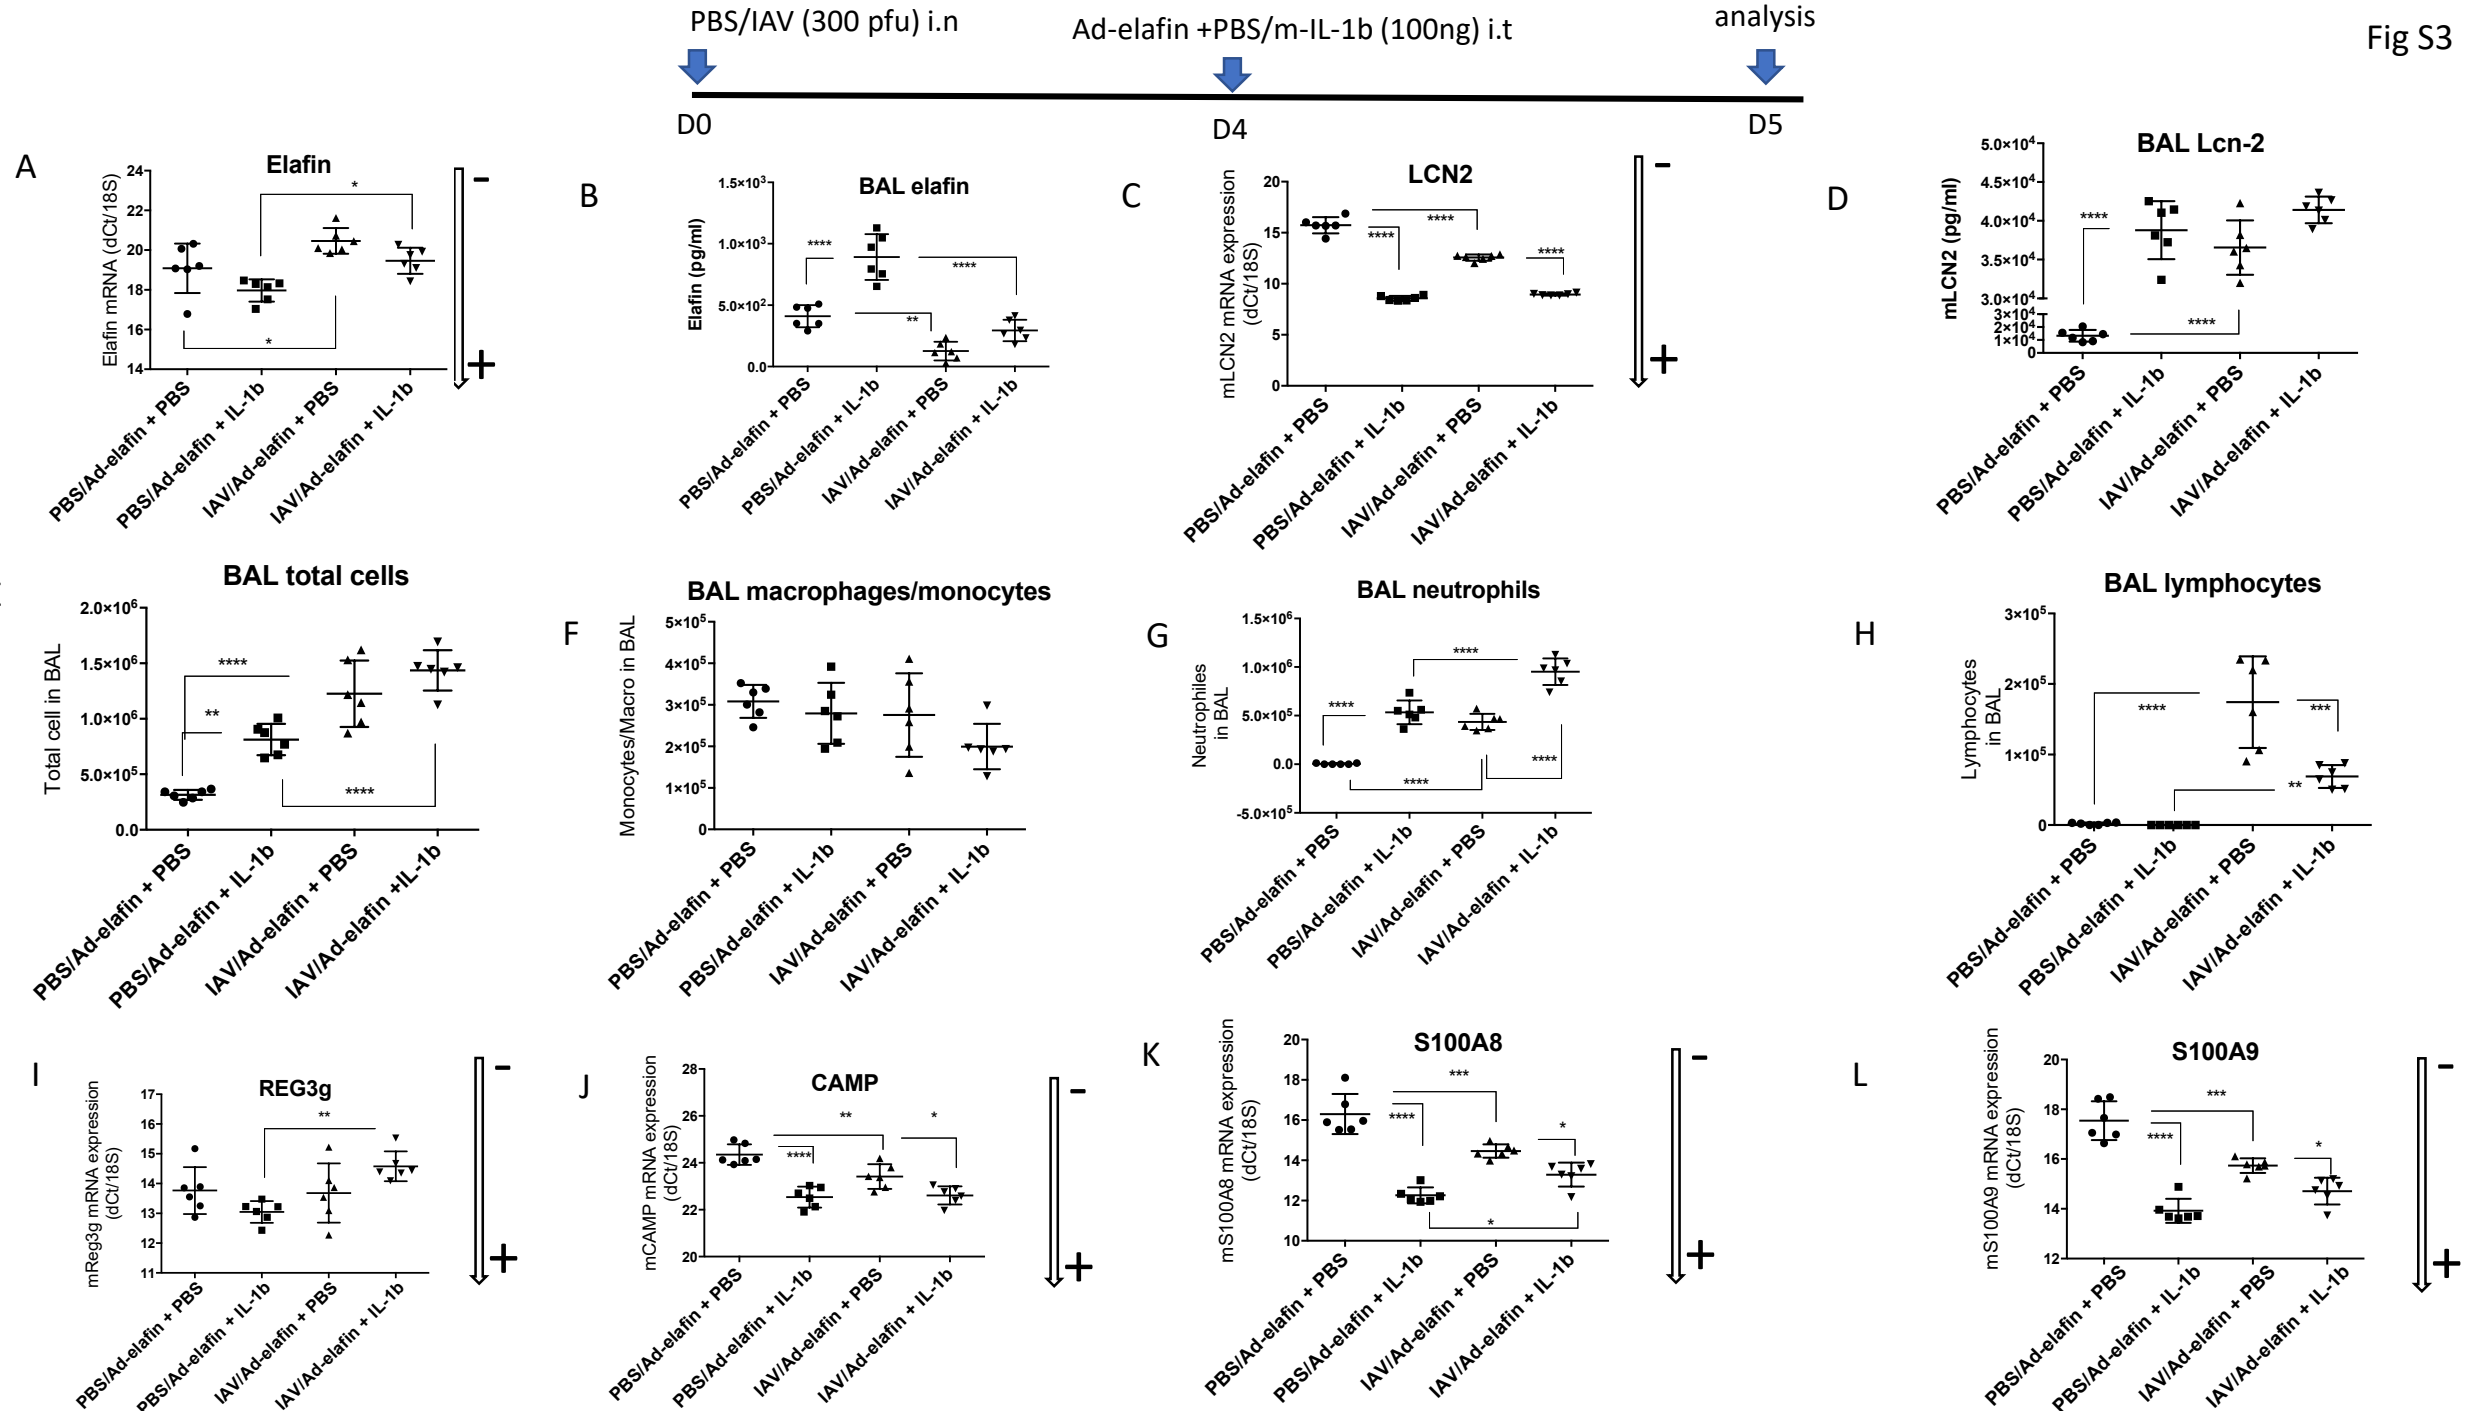 PBS/IAV (300 pfu) i.n
Ad-elafin +PBS/m-IL-1b (100ng) i.t
analysis
Fig S3
D0
D4
D5
A
Elafin
Elafin mRNA (dCt/18S)
24
22
20
18
16
14
*
*
-
+
PBS/Ad-elafin + PBS
PBS/Ad-elafin + IL-1b
IAV/Ad-elafin + PBS
IAV/Ad-elafin + IL-1b
B
BAL elafin
Elafin (pg/ml)
1.5×10³
1.0×10³
5.0×10²
0.0
****
****
**
PBS/Ad-elafin + PBS
PBS/Ad-elafin + IL-1b
IAV/Ad-elafin + PBS
IAV/Ad-elafin + IL-1b
C
LCN2
mLCN2 mRNA expression
(dCt/18S)
20
15
10
5
0
****
****
****
-
+
PBS/Ad-elafin + PBS
PBS/Ad-elafin + IL-1b
IAV/Ad-elafin + PBS
IAV/Ad-elafin + IL-1b
D
BAL Lcn-2
mLCN2 (pg/ml)
5.0×10⁴
4.5×10⁴
4.0×10⁴
3.5×10⁴
3.0×10⁴
3×10⁴
2×10⁴
1×10⁴
0
****
****
PBS/Ad-elafin + PBS
PBS/Ad-elafin + IL-1b
IAV/Ad-elafin + PBS
IAV/Ad-elafin + IL-1b
BAL total cells
Total cell in BAL
2.0×10⁶
1.5×10⁶
1.0×10⁶
5.0×10⁵
0.0
****
**
****
PBS/Ad-elafin + PBS
PBS/Ad-elafin + IL-1b
IAV/Ad-elafin + PBS
IAV/Ad-elafin +IL-1b
F
BAL macrophages/monocytes
Monocytes/Macro in BAL
5×10⁵
4×10⁵
3×10⁵
2×10⁵
1×10⁵
0
PBS/Ad-elafin + PBS
PBS/Ad-elafin + IL-1b
IAV/Ad-elafin + PBS
IAV/Ad-elafin + IL-1b
G
BAL neutrophils
Neutrophiles
in BAL
1.5×10⁶
1.0×10⁶
5.0×10⁵
0.0
-5.0×10⁵
****
****
****
****
PBS/Ad-elafin + PBS
PBS/Ad-elafin + IL-1b
IAV/Ad-elafin + PBS
IAV/Ad-elafin + IL-1b
H
BAL lymphocytes
Lymphocytes
in BAL
3×10⁵
2×10⁵
1×10⁵
0
****
***
**
PBS/Ad-elafin + PBS
PBS/Ad-elafin + IL-1b
IAV/Ad-elafin + PBS
IAV/Ad-elafin + IL-1b
I
REG3g
mReg3g mRNA expression
(dCt/18S)
17
16
15
14
13
12
11
**
-
+
PBS/Ad-elafin + PBS
PBS/Ad-elafin + IL-1b
IAV/Ad-elafin + PBS
IAV/Ad-elafin + IL-1b
J
CAMP
mCAMP mRNA expression
(dCt/18S)
28
26
24
22
20
**
*
****
-
+
PBS/Ad-elafin + PBS
PBS/Ad-elafin + IL-1b
IAV/Ad-elafin + PBS
IAV/Ad-elafin + IL-1b
K
S100A8
mS100A8 mRNA expression
(dCt/18S)
20
18
16
14
12
10
***
****
*
*
-
+
PBS/Ad-elafin + PBS
PBS/Ad-elafin + IL-1b
IAV/Ad-elafin + PBS
IAV/Ad-elafin + IL-1b
L
S100A9
mS100A9 mRNA expression
(dCt/18S)
20
18
16
14
12
***
****
*
-
+
PBS/Ad-elafin + PBS
PBS/Ad-elafin + IL-1b
IAV/Ad-elafin + PBS
IAV/Ad-elafin + IL-1b